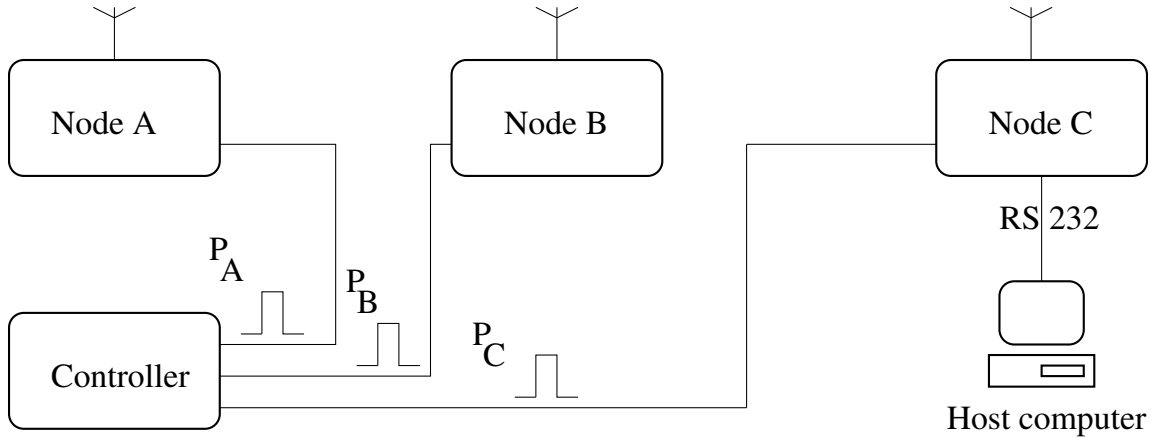 Node A
Node B
Node C
RS 232
P_A
P_B
P_C
Controller
Host computer